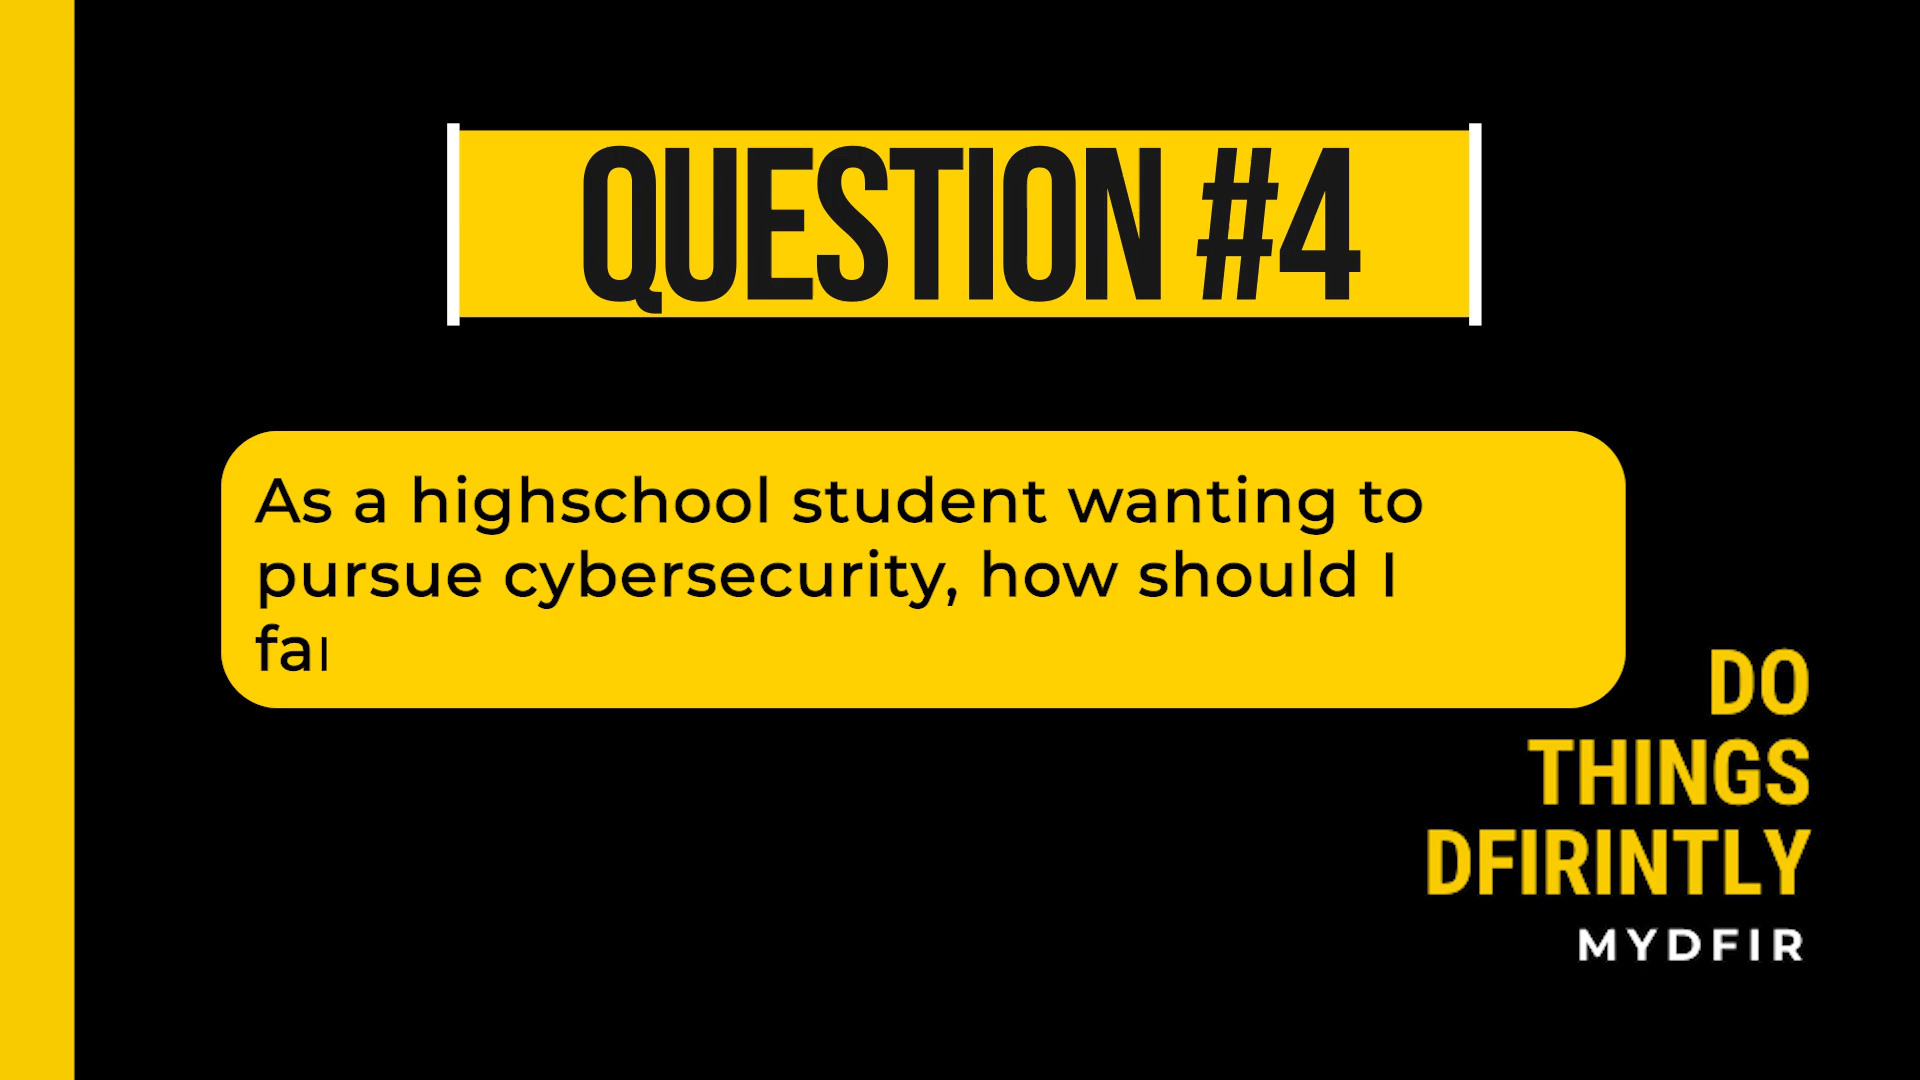 QUESTION #4
As a highschool student wanting to
pursue cybersecurity, how should I
DO
THINGS
DFIRINTLY
MYDFIR